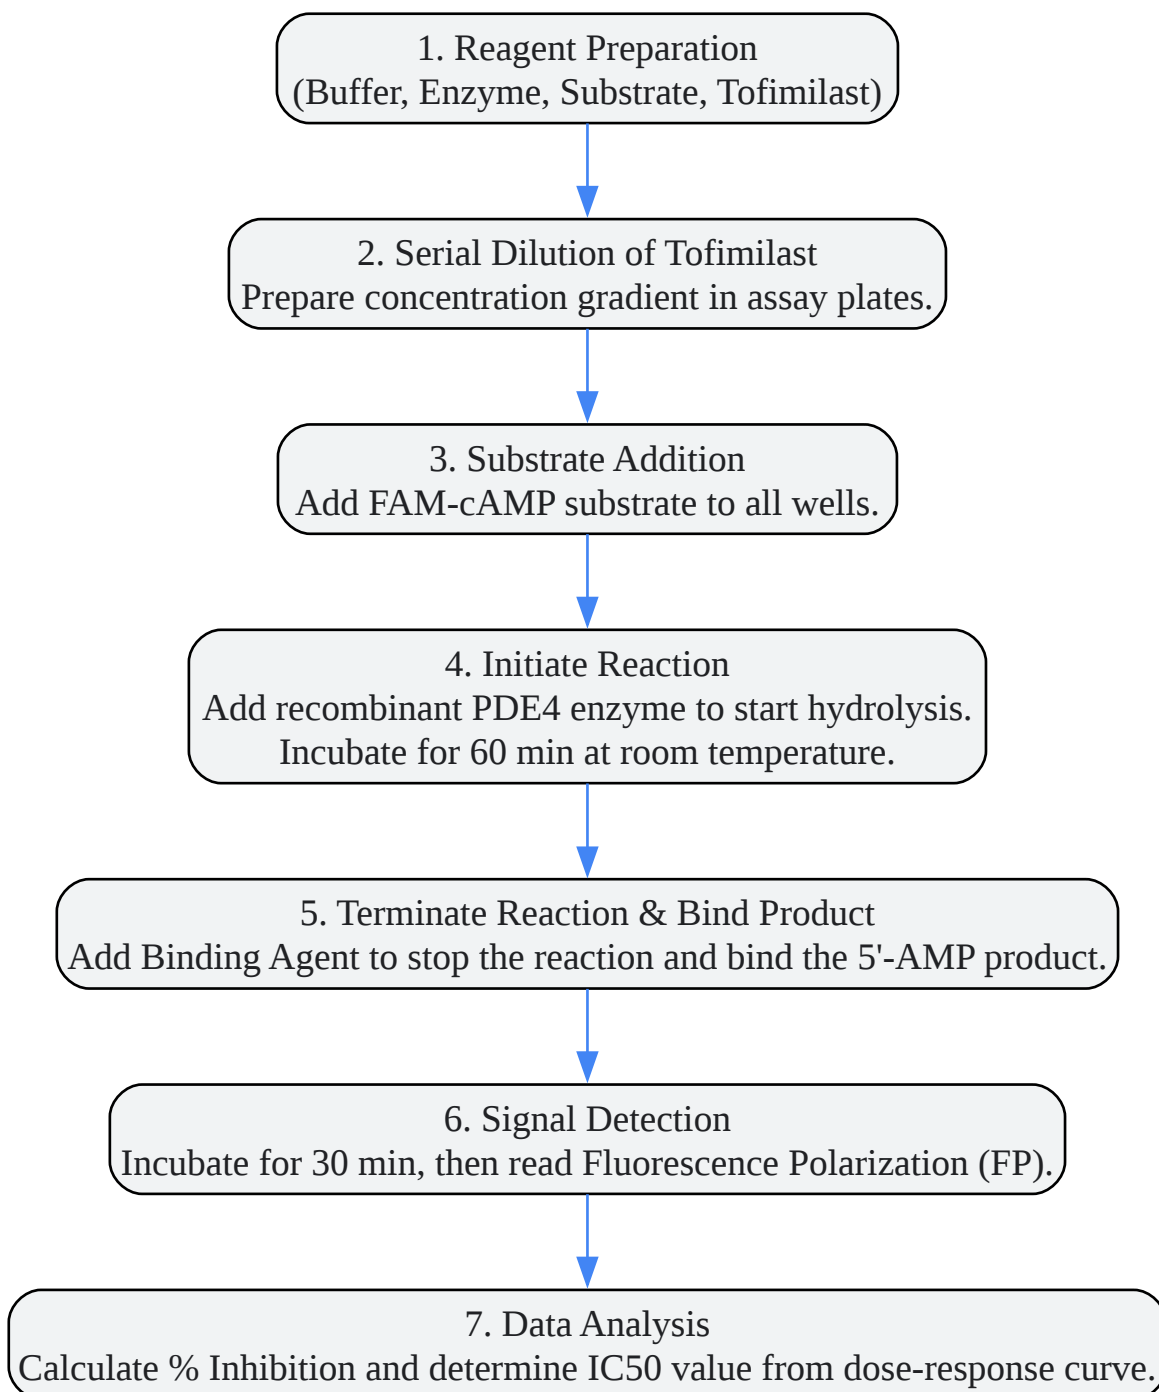 1. Reagent Preparation
(Buffer, Enzyme, Substrate, Tofimilast)
2. Serial Dilution of Tofimilast
Prepare concentration gradient in assay plates.
3. Substrate Addition
Add FAM-cAMP substrate to all wells.
4. Initiate Reaction
Add recombinant PDE4 enzyme to start hydrolysis.
Incubate for 60 min at room temperature.
5. Terminate Reaction & Bind Product
Add Binding Agent to stop the reaction and bind the 5'-AMP product.
6. Signal Detection
Incubate for 30 min, then read Fluorescence Polarization (FP).
7. Data Analysis
Calculate % Inhibition and determine IC50 value from dose-response curve.